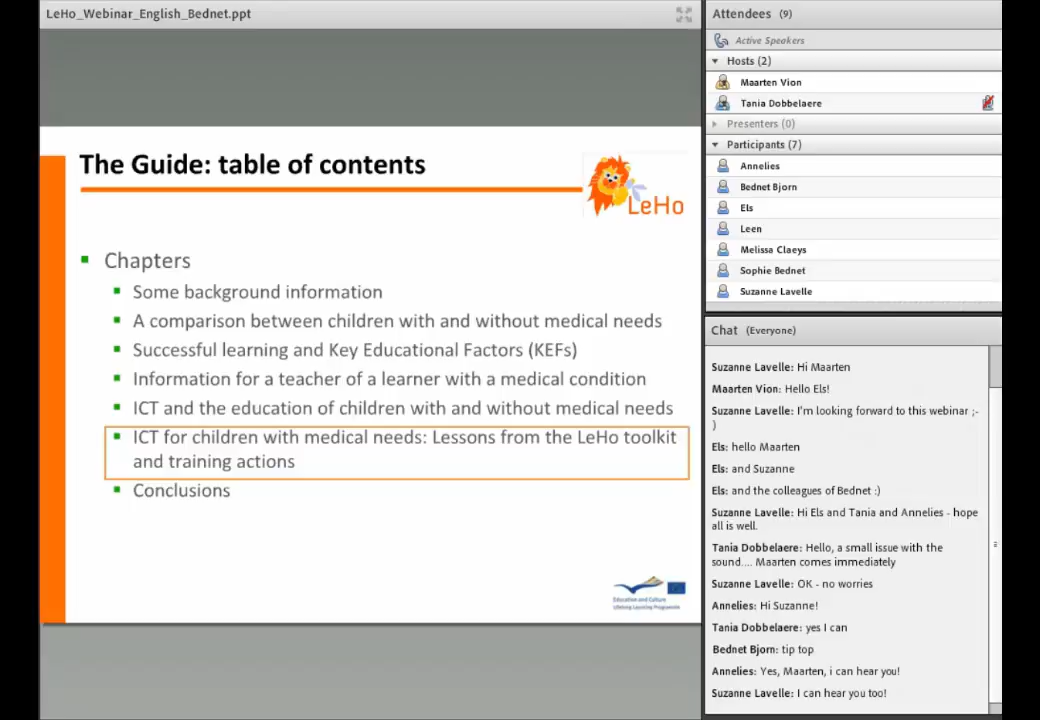 LeHo_Webinar_English_Bednet.ppt
The Guide: table of contents
LeHo
Chapters
Some background information
A comparison between children with and without medical needs
Successful learning and Key Educational Factors (KEFs)
Information for a teacher of a learner with a medical condition
ICT and the education of children with and without medical needs
ICT for children with medical needs: Lessons from the LeHo toolkit
and training actions
Conclusions
Education and Culture
Lifelong Learning Programme
Attendees (9)
Active Speakers
Hosts (2)
Maarten Vion
Tania Dobbelaere
Presenters (0)
Participants (7)
Annelies
Bednet Bjorn
Els
Leen
Melissa Claeys
Sophie Bednet
Suzanne Lavelle
Chat (Everyone)
Suzanne Lavelle: Hi Maarten
Maarten Vion: Hello Els!
Suzanne Lavelle: I'm looking forward to this webinar ;-
)
Els: hello Maarten
Els: and Suzanne
Els: and the colleagues of Bednet :)
Suzanne Lavelle: Hi Els and Tania and Annelies - hope
all is well.
Tania Dobbelaere: Hello, a small issue with the
sound.... Maarten comes immediately
Suzanne Lavelle: OK - no worries
Annelies: Hi Suzanne!
Tania Dobbelaere: yes I can
Bednet Bjorn: tip top
Annelies: Yes, Maarten, i can hear you!
Suzanne Lavelle: I can hear you too!